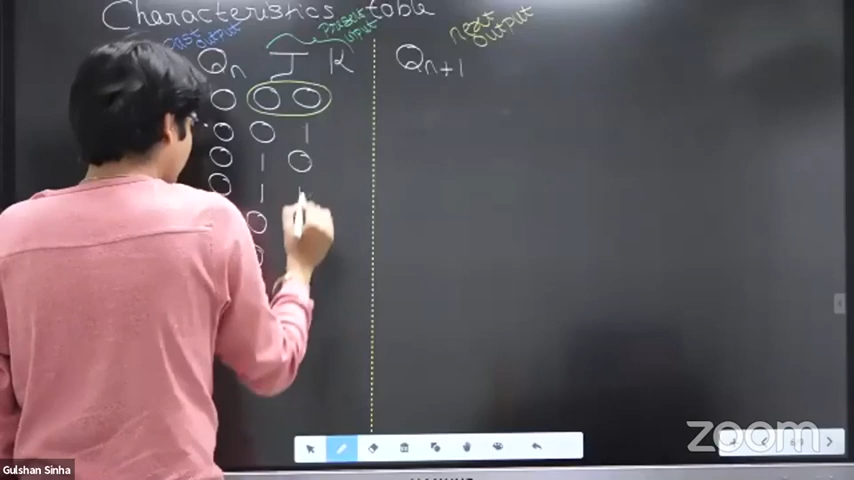 Characteristics table
Past output
Present input
next output
Qn J K Qn+1
0 0 0
0 0 1
0 1 0
0 1 1
0
0
zoom
Gulshan Sinha